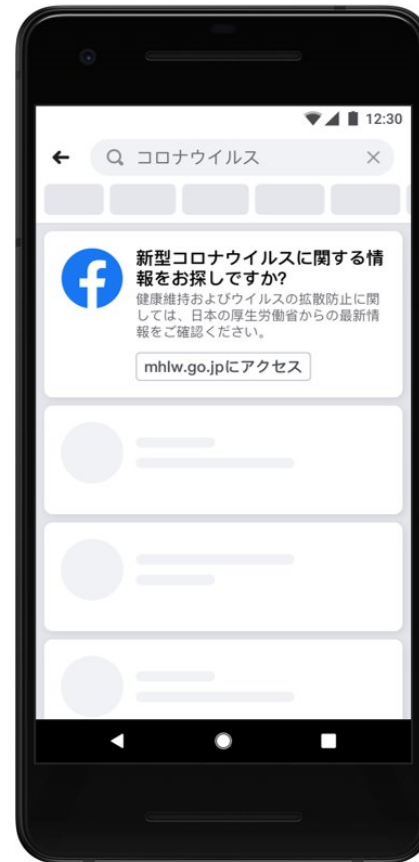 12:30
コロナウイルス
新型コロナウイルスに関する情
報をお探しですか?
健康維持およびウイルスの拡散防止に関
しては、日本の厚生労働省からの最新情
報をご確認ください。
mhlw.go.jpにアクセス